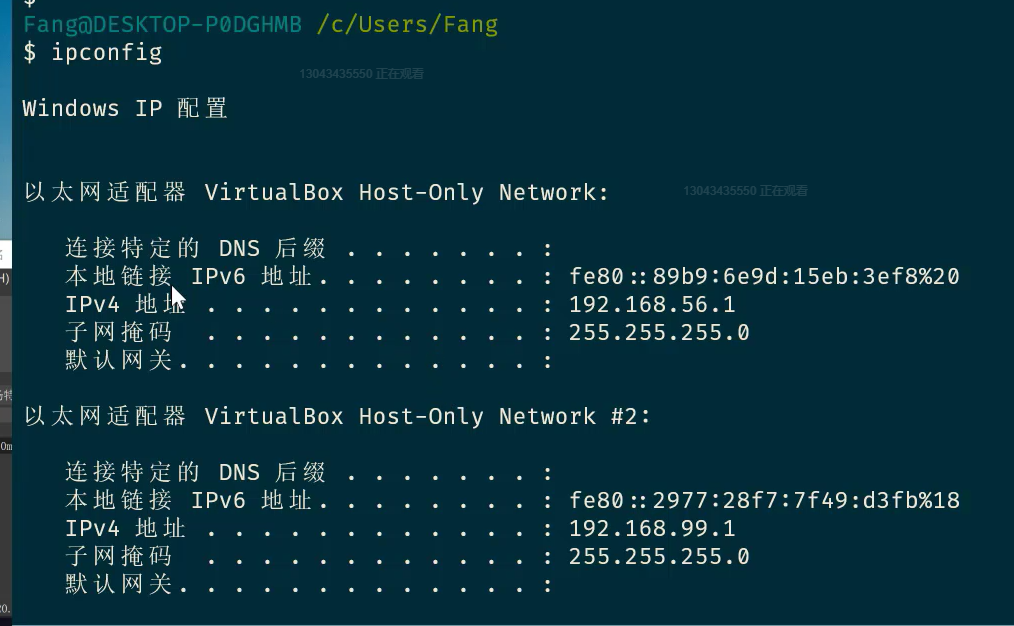 $
Fang@DESKTOP-P0DGHMB /c/Users/Fang
$ ipconfig
13043435550 正在观看
Windows IP 配置
以太网适配器 VirtualBox Host-Only Network:
13043435550 正在观看
连接特定的 DNS 后缀 . . . . . . . :
本地链接 IPv6 地址. . . . . . . . : fe80::89b9:6e9d:15eb:3ef8%20
IPv4 地址 . . . . . . . . . . . . : 192.168.56.1
子网掩码  . . . . . . . . . . . . : 255.255.255.0
默认网关. . . . . . . . . . . . . :
以太网适配器 VirtualBox Host-Only Network #2:
连接特定的 DNS 后缀 . . . . . . . :
本地链接 IPv6 地址. . . . . . . . : fe80::2977:28f7:7f49:d3fb%18
IPv4 地址 . . . . . . . . . . . . : 192.168.99.1
子网掩码  . . . . . . . . . . . . : 255.255.255.0
默认网关. . . . . . . . . . . . . :